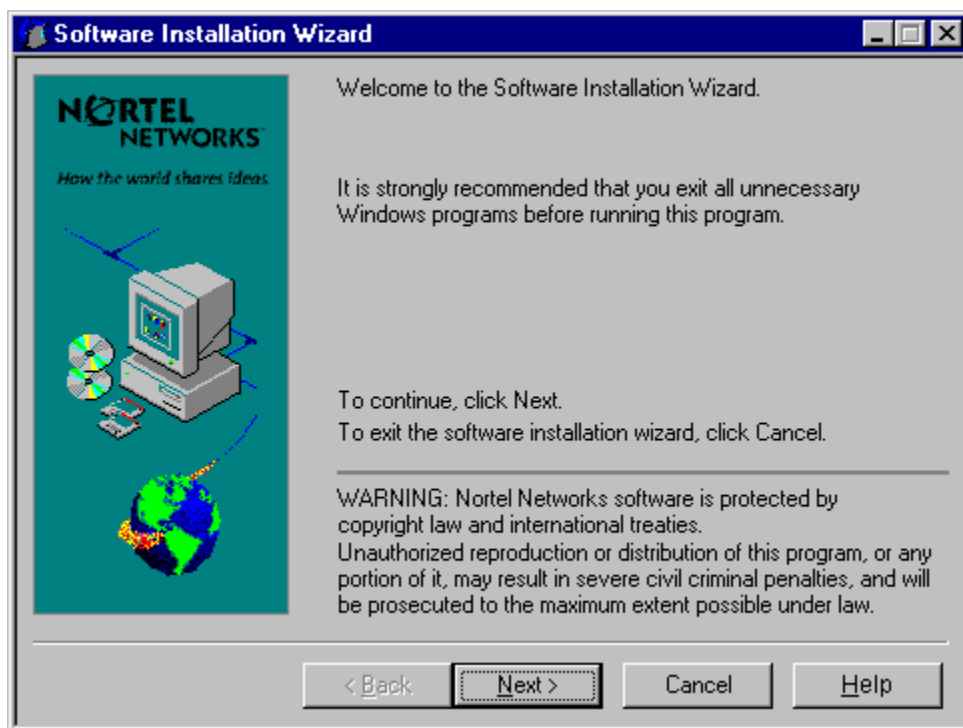 Software Installation Wizard
NORTEL
NETWORKS
How the world shares ideas.
Welcome to the Software Installation Wizard.
It is strongly recommended that you exit all unnecessary
Windows programs before running this program.
To continue, click Next.
To exit the software installation wizard, click Cancel.
WARNING: Nortel Networks software is protected by
copyright law and international treaties.
Unauthorized reproduction or distribution of this program, or any
portion of it, may result in severe civil criminal penalties, and will
be prosecuted to the maximum extent possible under law.
< Back
Next >
Cancel
Help